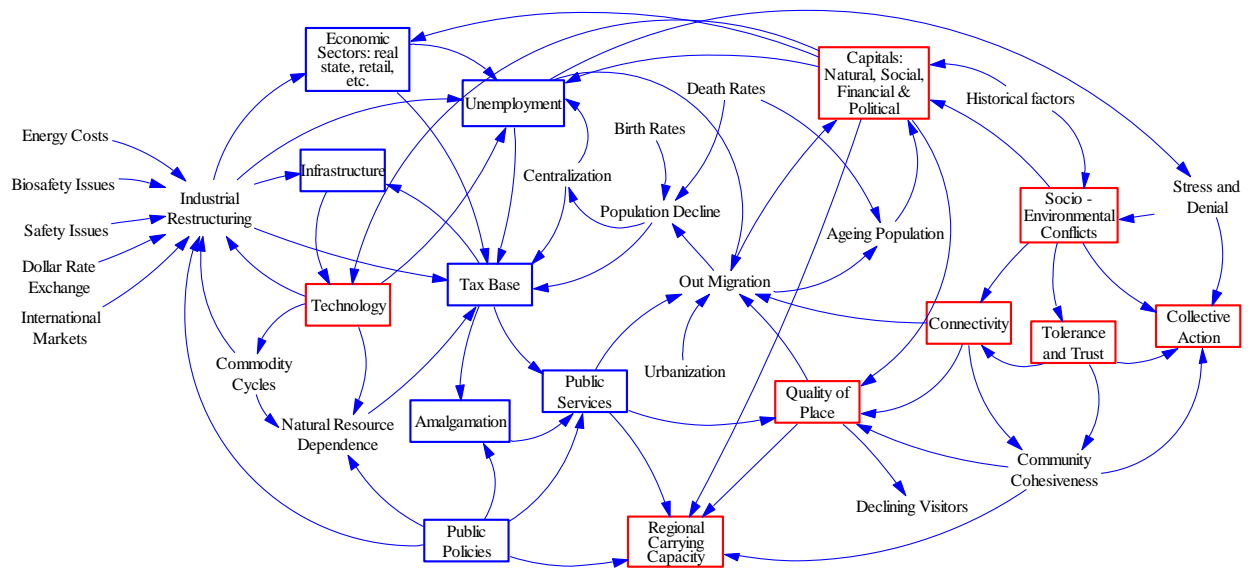 Economic
Sectors: real
state, retail,
etc.
Capitals:
Natural, Social,
Financial &
Political
Unemployment
Death Rates
Historical factors
Energy Costs
Birth Rates
Infrastructure
Centralization
Biosafety Issues
Industrial
Restructuring
Population Decline
Ageing Population
Socio -
Environmental
Conflicts
Stress and
Denial
Safety Issues
Dollar Rate
Exchange
Tax Base
Out Migration
Technology
International
Markets
Connectivity
Tolerance
and Trust
Collective
Action
Commodity
Cycles
Urbanization
Public
Services
Quality of
Place
Natural Resource
Dependence
Amalgamation
Community
Cohesiveness
Declining Visitors
Public
Policies
Regional
Carrying
Capacity